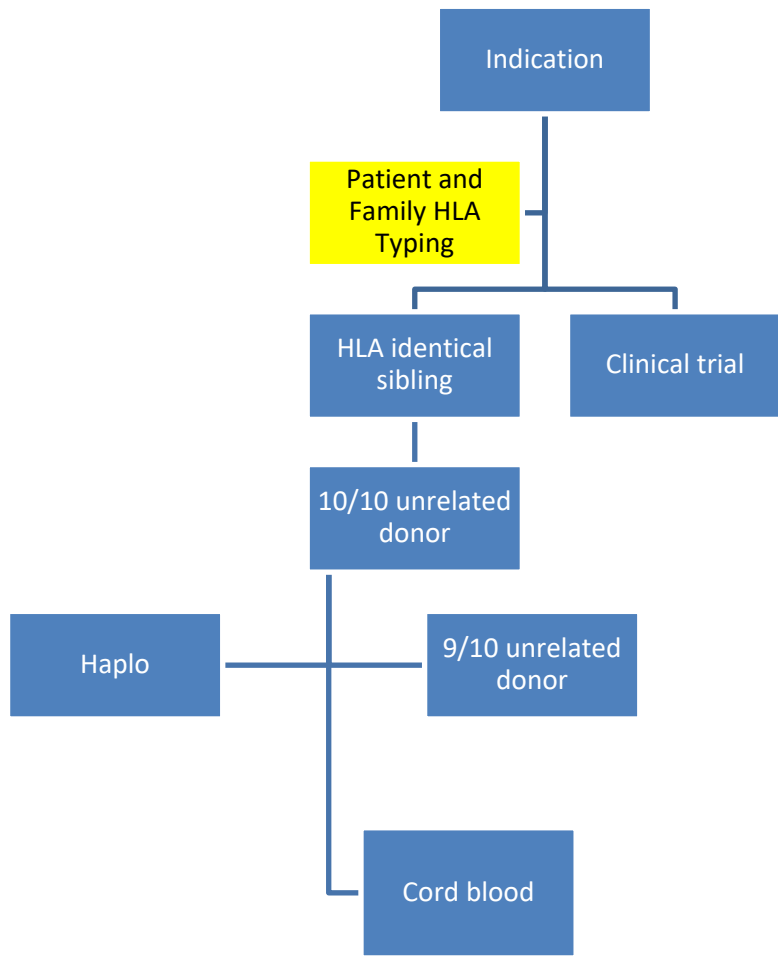 Indication
Patient and
Family HLA
Typing
HLA identical
sibling
Clinical trial
10/10 unrelated
donor
Haplo
9/10 unrelated
donor
Cord blood